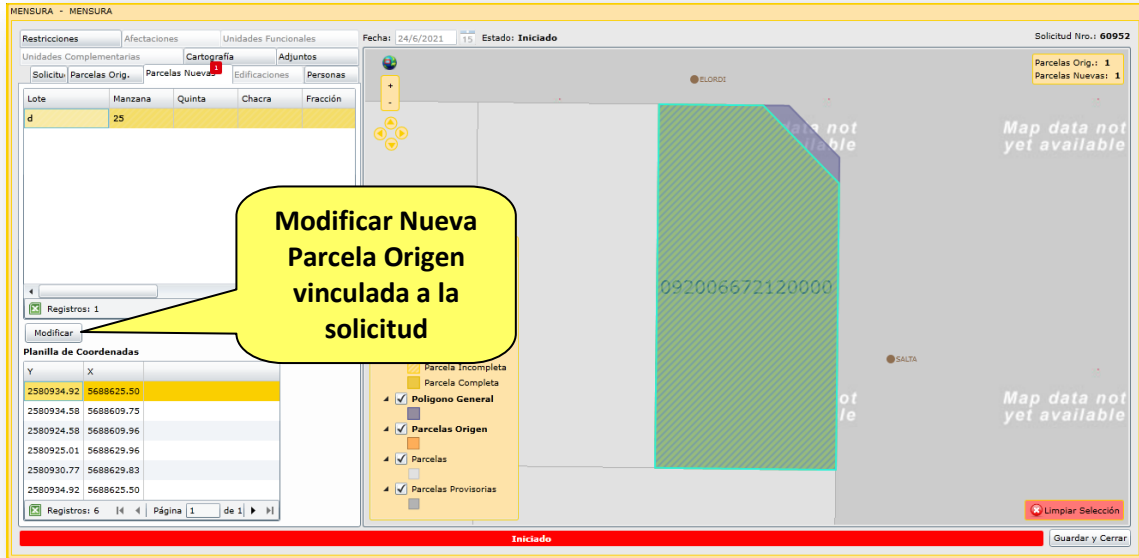 MENSURA - MENSURA
Restricciones Afectaciones Unidades Funcionales
Unidades Complementarias Cartografía Adjuntos
Solicitu Parcelas Orig. Parcelas Nuevas 1 Edificaciones Personas
Lote Manzana Quinta Chacra Fracción
d 25
Registros: 1
Modificar
Planilla de Coordenadas
Y X
2580934.92 5688625.50
2580934.58 5688609.75
2580924.58 5688609.96
2580925.01 5688629.96
2580930.77 5688629.83
2580934.92 5688625.50
Registros: 6 Página 1 de 1
Fecha: 24/6/2021 15 Estado: Iniciado
Solicitud Nro.: 60952
Parcelas Orig.: 1
Parcelas Nuevas: 1
+
-
ELORDI
Map data not
yet available
092006672120000
SALTA
Map data not
yet available
Modificar Nueva
Parcela Origen
vinculada a la
solicitud
Parcela Incompleta
Parcela Completa
Poligono General
Parcelas Origen
Parcelas
Parcelas Provisorias
Limpiar Selección
Iniciado
Guardar y Cerrar